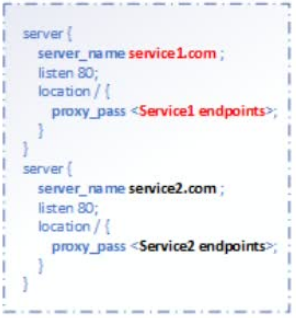 server {
server_name service1.com ;
listen 80;
location / {
proxy_pass <Service1 endpoints>;
}
}
server {
server_name service2.com ;
listen 80;
location / {
proxy_pass <Service2 endpoints>;
}
}